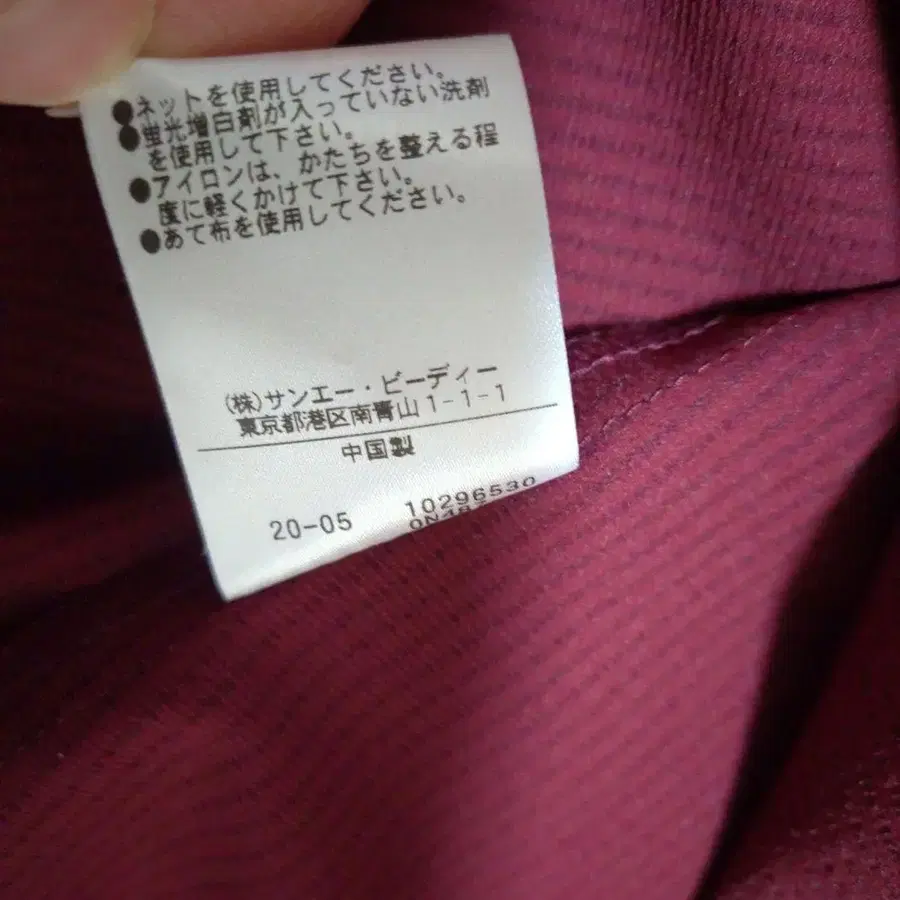 ●ネットを使用してください。
●蛍光増白剤が入っていない洗剤
を使用して下さい。
●アイロンは、かたちを整える程
度に軽くかけて下さい。
●あて布を使用してください。
(株)サンエー・ビーディー
東京都港区南青山1-1-1
中国製
20-05 10296530